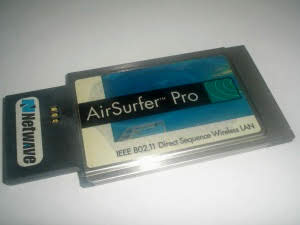 Netwave
AirSurfer™ Pro
IEEE 802.11 Direct Sequence Wireless LAN